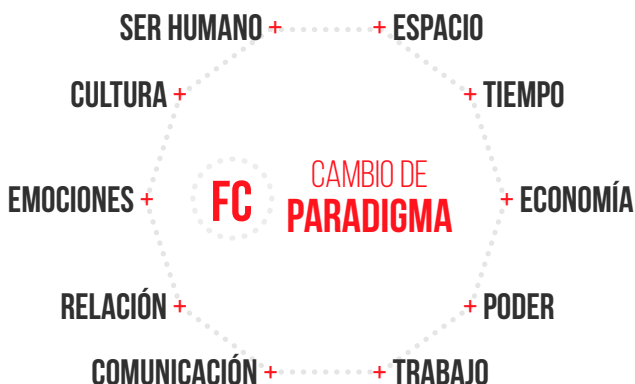 SER HUMANO + + ESPACIO
CULTURA + + TIEMPO
CAMBIO DE
EMOCIONES + FC PARADIGMA + ECONOMÍA
RELACIÓN + + PODER
COMUNICACIÓN + + TRABAJO